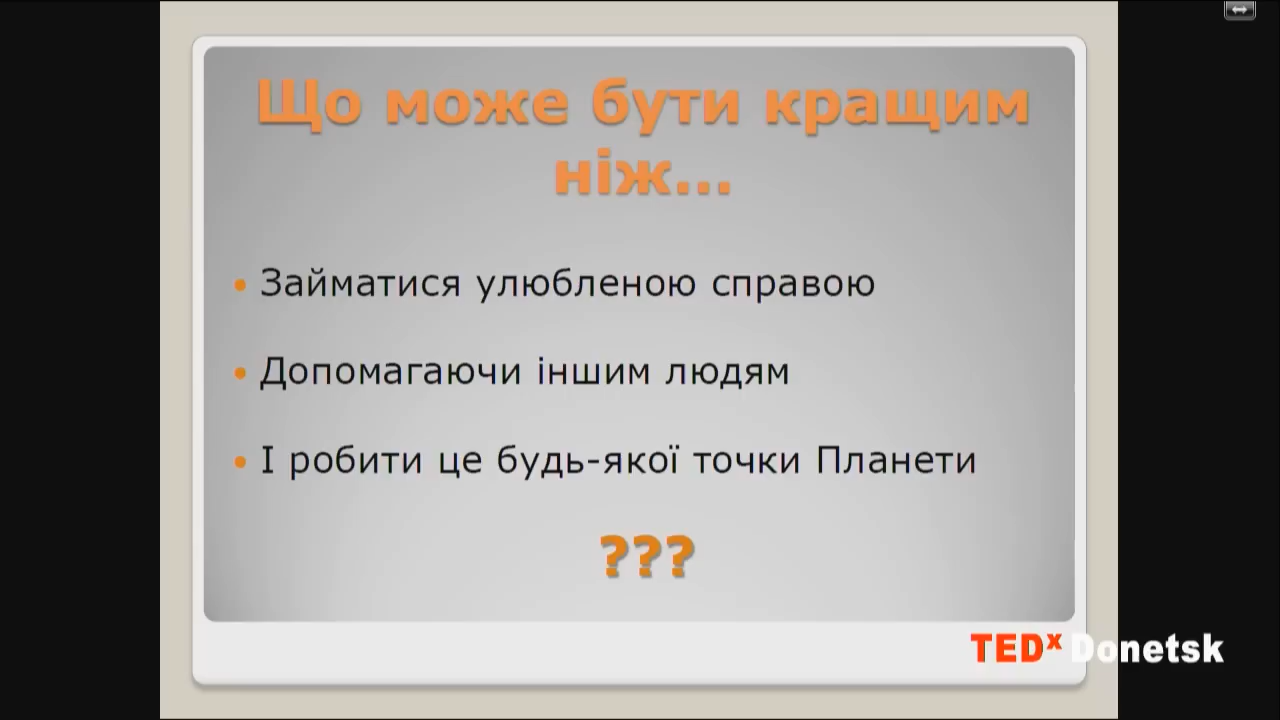 Що може бути кращим
ніж...
Займатися улюбленою справою
Допомагаючи іншим людям
І робити це будь-якої точки Планети
???
TEDx Donetsk